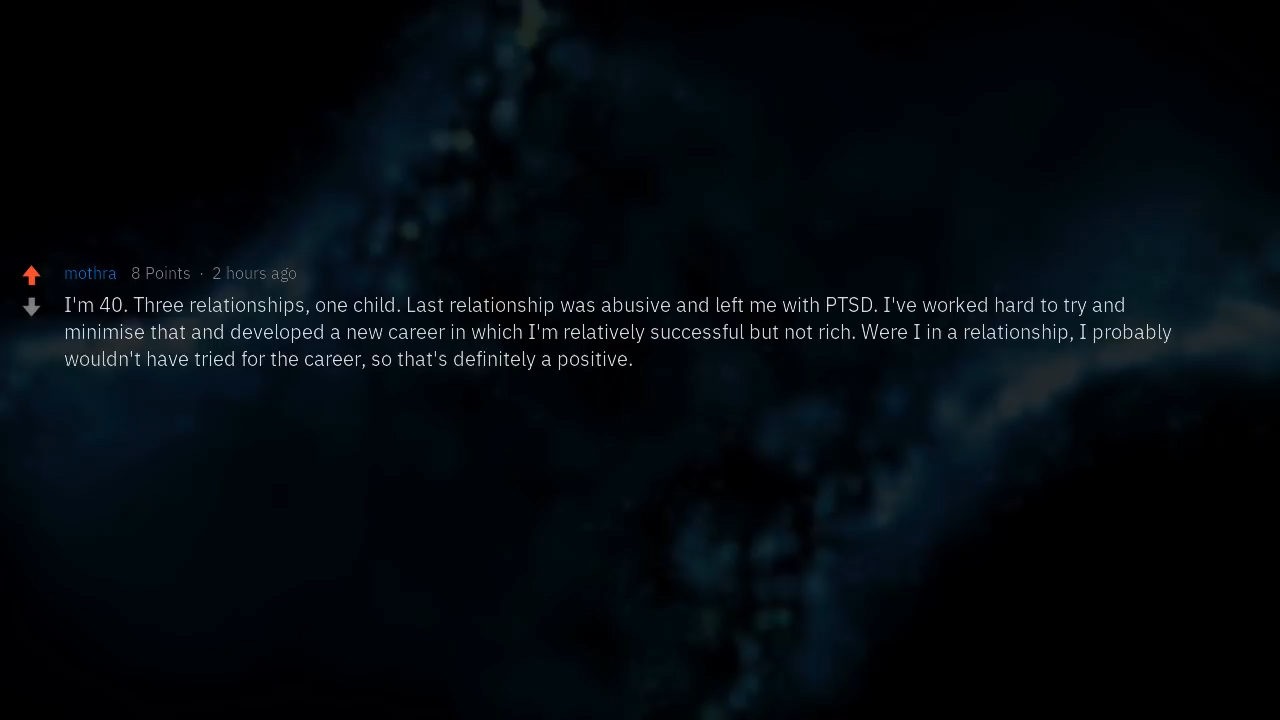 mothra 8 Points · 2 hours ago
I'm 40. Three relationships, one child. Last relationship was abusive and left me with PTSD. I've worked hard to try and
minimise that and developed a new career in which I'm relatively successful but not rich. Were I in a relationship, I probably
wouldn't have tried for the career, so that's definitely a positive.